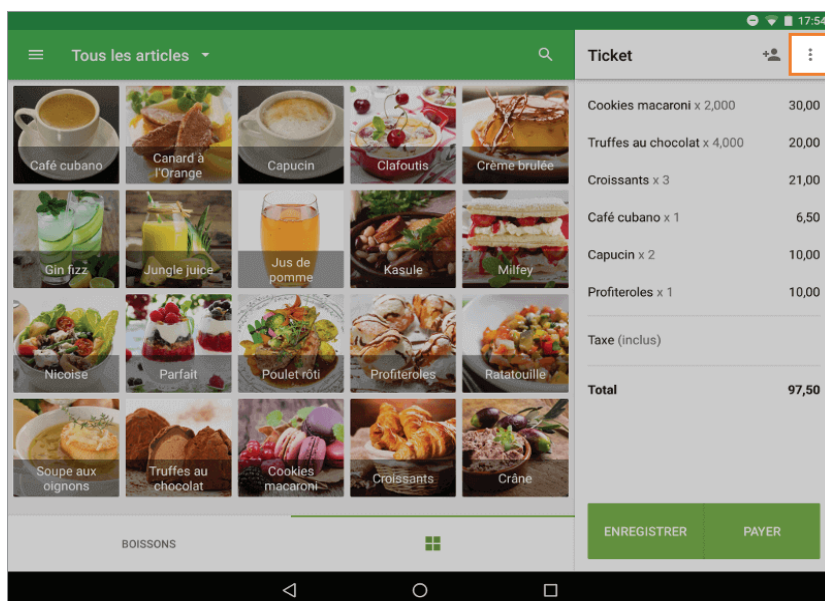 17:54
Tous les articles
Ticket
Café cubano
Canard à
l'Orange
Capucin
Clafoutis
Crème brulée
Gin fizz
Jungle juice
Jus de
pomme
Kasule
Milfey
Nicoise
Parfait
Poulet rôti
Profiteroles
Ratatouille
Soupe aux
oignons
Truffes au
chocolat
Cookies
macaroni
Croissants
Crâne
BOISSONS
Cookies macaroni x 2,000 30,00
Truffes au chocolat x 4,000 20,00
Croissants x 3 21,00
Café cubano x 1 6,50
Capucin x 2 10,00
Profiteroles x 1 10,00
Taxe (inclus)
Total 97,50
ENREGISTRER PAYER